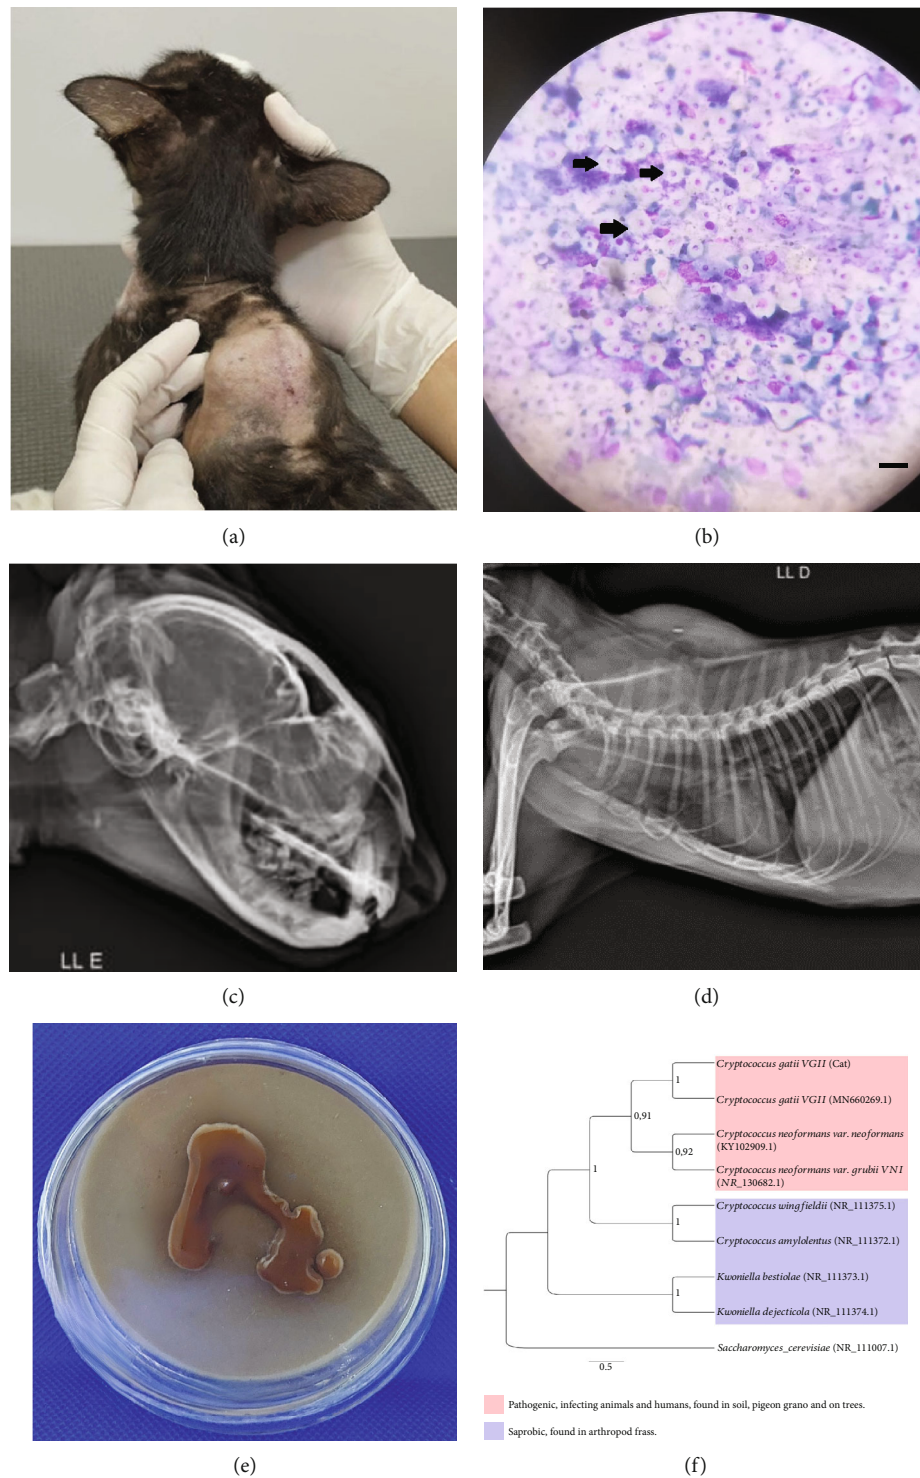 (a)
(b)
LL E
(c)
LL D
(d)
(e)
Cryptococcus gatii VGII (Cat)
1
Cryptococcus gatii VGII (MN660269.1)
0,91
Cryptococcus neoformans var. neoformans
(KY102909.1)
0,92
Cryptococcus neoformans var. grubii VNI
(NR_130682.1)
1
Cryptococcus wingfieldii (NR_111375.1)
1
Cryptococcus amylolentus (NR_111372.1)
Kwoniella bestiolae (NR_111373.1)
1
Kwoniella dejecticola (NR_111374.1)
Saccharomyces_cerevisiae (NR_111007.1)
0.5
Pathogenic, infecting animals and humans, found in soil, pigeon grano and on trees.
Saprobic, found in arthropod frass.
(f)